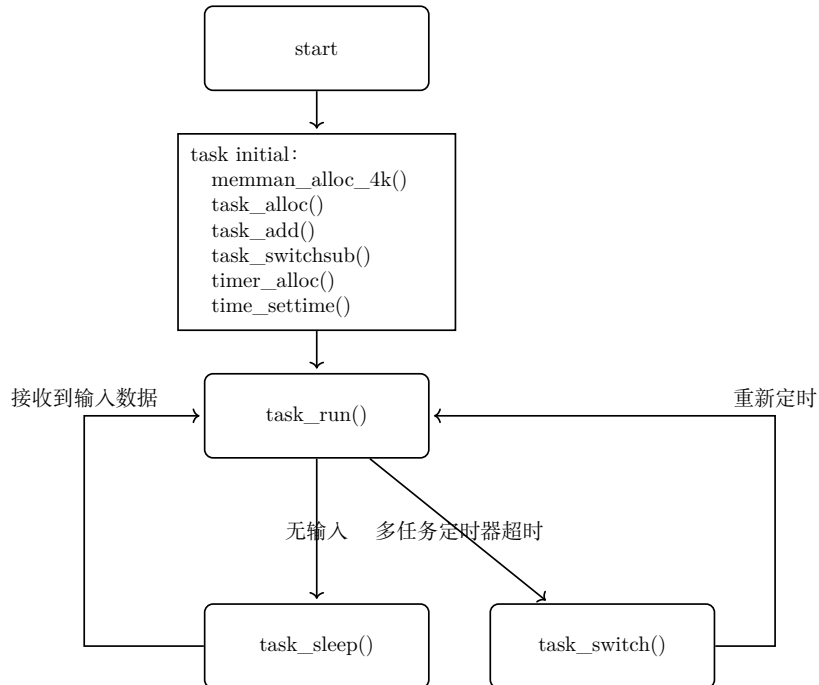 start
task initial:
memman_alloc_4k()
task_alloc()
task_add()
task_switchsub()
timer_alloc()
time_settime()
接收到输入数据
重新定时
task_run()
无输入
多任务定时器超时
task_sleep()
task_switch()